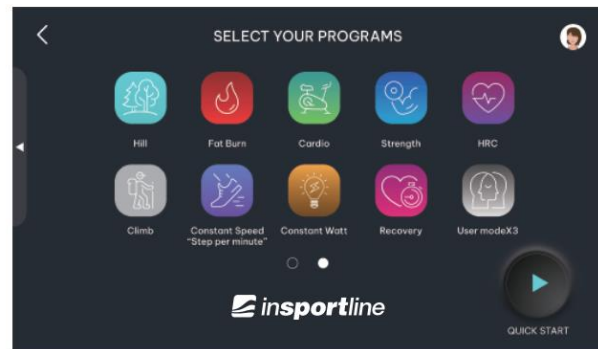 SELECT YOUR PROGRAMS
Hill
Fat Burn
Cardio
Strength
HRC
Climb
Constant Speed
"Step per minute"
Constant Watt
Recovery
User modeX3
insportline
QUICK START